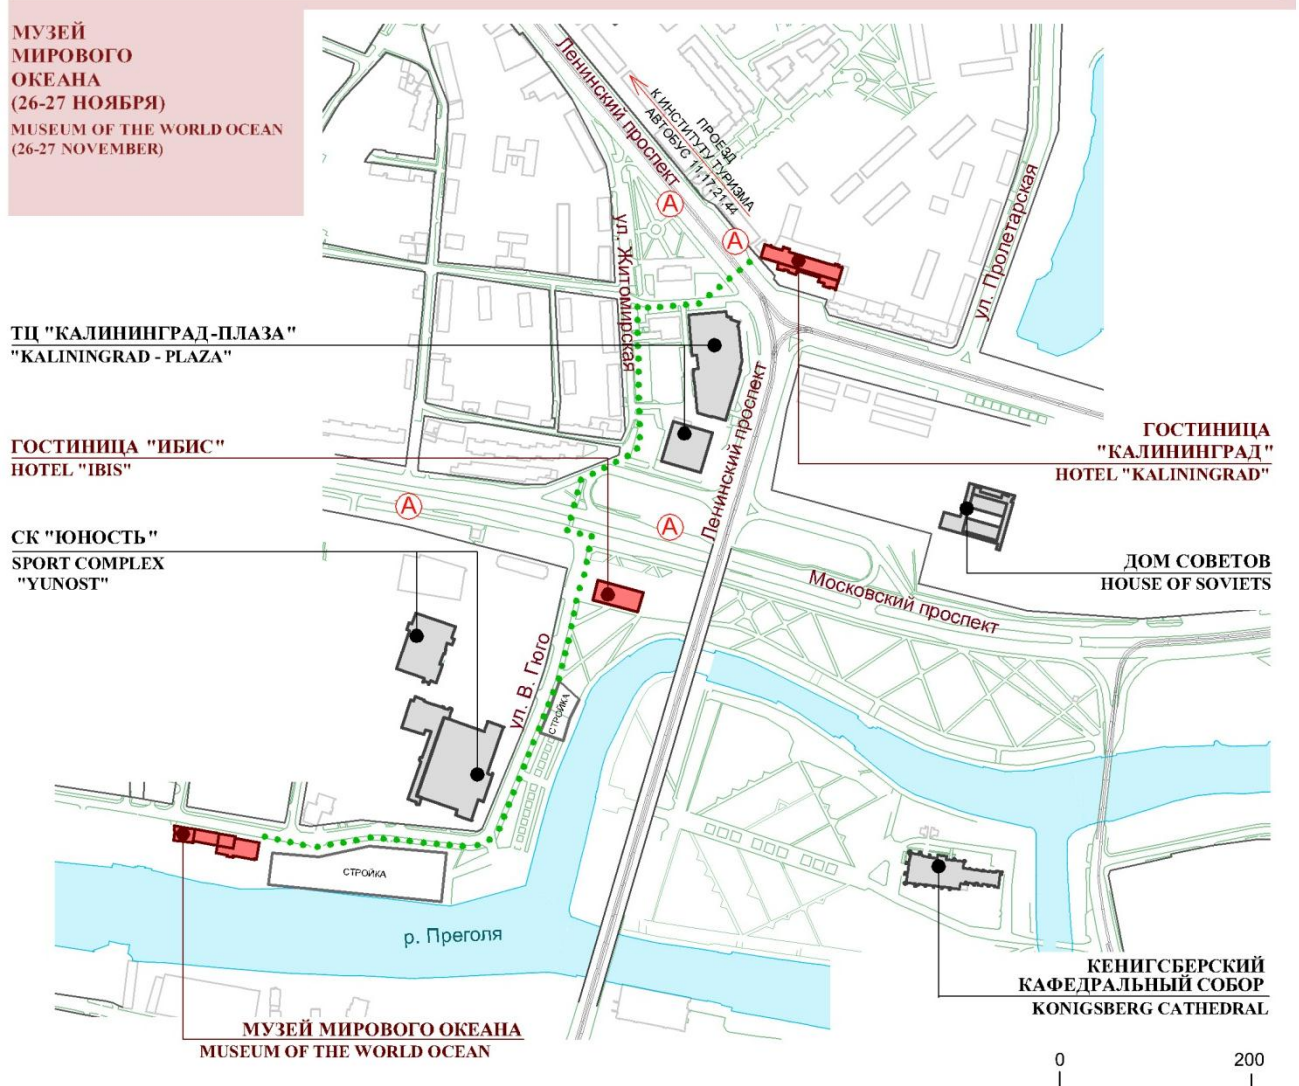 МУЗЕЙ
МИРОВОГО
ОКЕАНА
(26-27 НОЯБРЯ)
MUSEUM OF THE WORLD OCEAN
(26-27 NOVEMBER)
Ленинский проспект
ПРОЕЗД
К ИНСТИТУТУ ТУРИЗМА
АВТОБУС 11,17,21,44
А
А
ул. Житомирская
ул. Пролетарская
ТЦ "КАЛИНИНГРАД-ПЛАЗА"
"KALININGRAD - PLAZA"
Ленинский проспект
ГОСТИНИЦА
"КАЛИНИНГРАД"
HOTEL "KALININGRAD"
ГОСТИНИЦА "ИБИС"
HOTEL "IBIS"
А
А
СК "ЮНОСТЬ"
SPORT COMPLEX
"YUNOST"
ДОМ СОВЕТОВ
HOUSE OF SOVIETS
Московский проспект
ул. В. Гюго
СТРОЙКА
СТРОЙКА
р. Преголя
КЕНИГСБЕРСКИЙ
КАФЕДРАЛЬНЫЙ СОБОР
KONIGSBERG CATHEDRAL
МУЗЕЙ МИРОВОГО ОКЕАНА
MUSEUM OF THE WORLD OCEAN
0 200